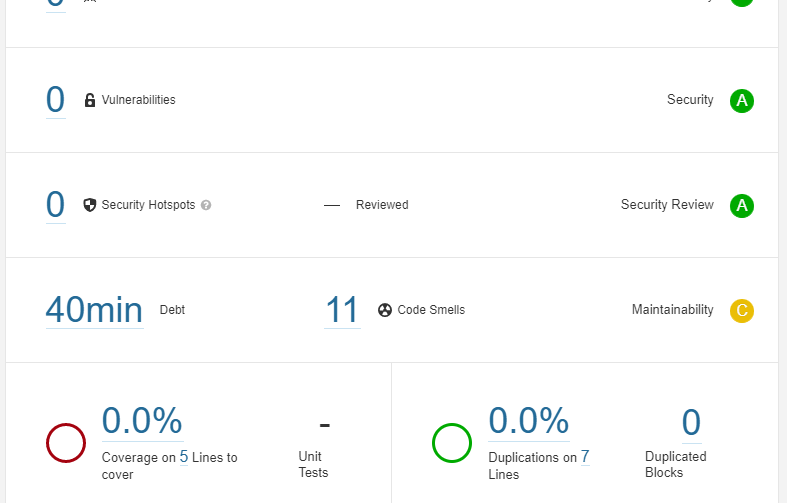 0 Vulnerabilities Security A
0 Security Hotspots ? — Reviewed Security Review A
40min Debt 11 Code Smells Maintainability C
0.0% - 0.0% 0
Coverage on 5 Lines to Unit Duplications on 7 Duplicated
cover Tests Lines Blocks